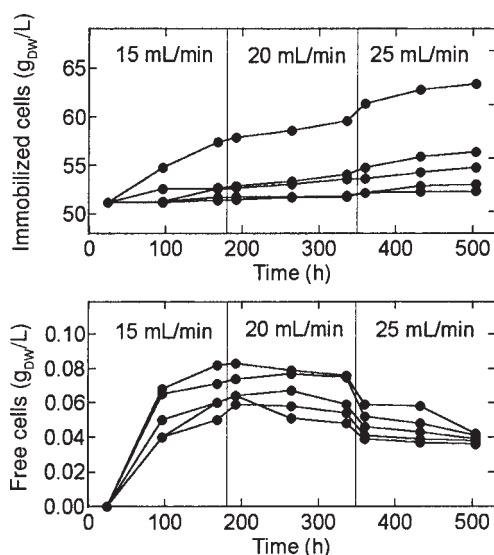 15 mL/min 20 mL/min 25 mL/min
Immobilized cells (g_DW/L)
65
60
55
50
0 100 200 300 400 500
Time (h)
15 mL/min 20 mL/min 25 mL/min
Free cells (g_DW/L)
0.10
0.08
0.06
0.04
0.02
0.00
0 100 200 300 400 500
Time (h)